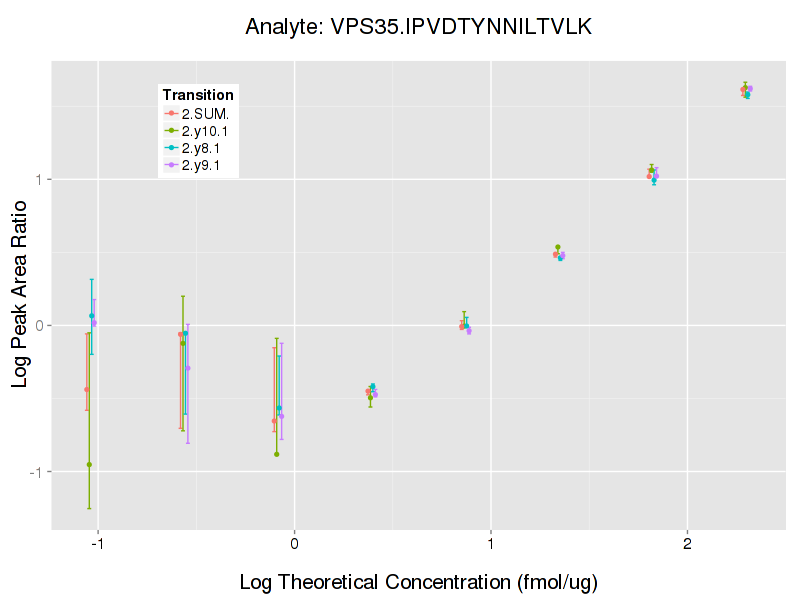 Analyte: VPS35.IPVDTYNNILTVLK
Log Peak Area Ratio
1
0
-1
Transition
2.SUM.
2.y10.1
2.y8.1
2.y9.1
-1
0
1
2
Log Theoretical Concentration (fmol/ug)